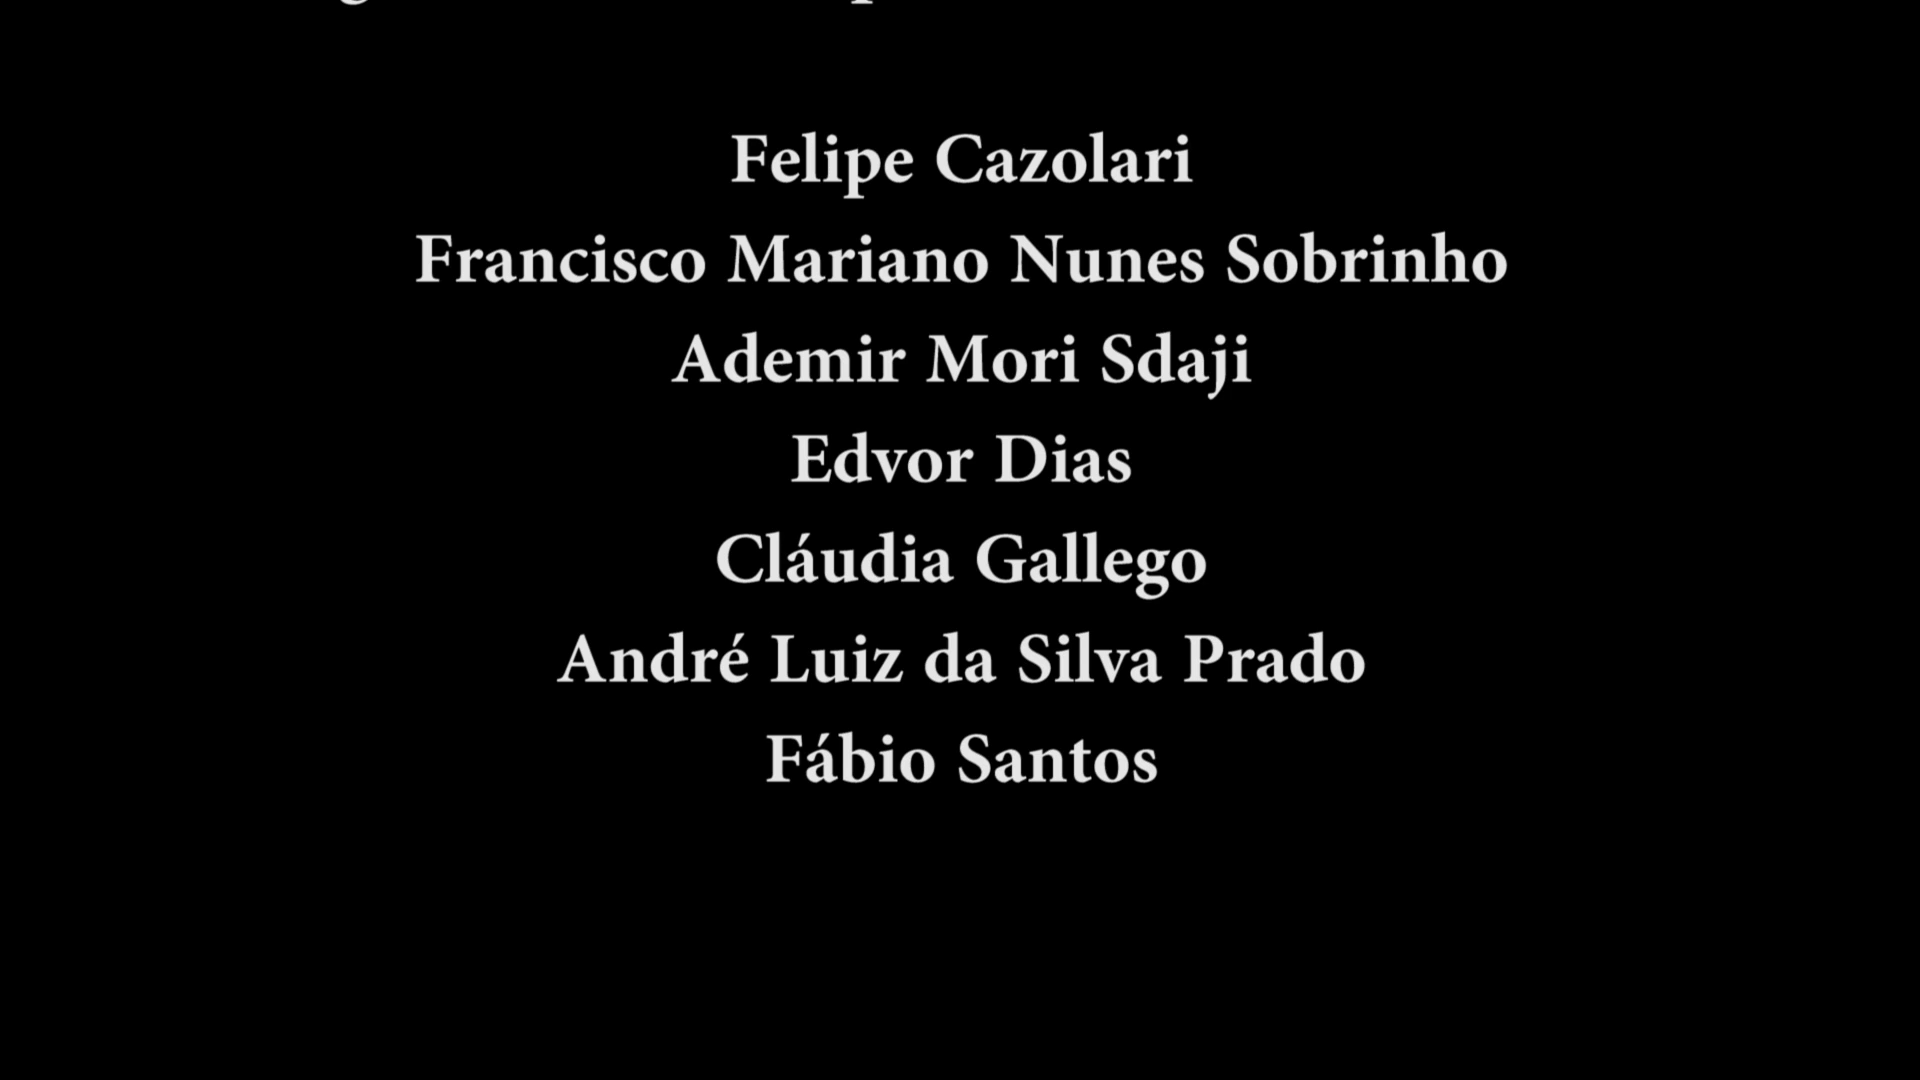 Felipe Cazolari
Francisco Mariano Nunes Sobrinho
Ademir Mori Sdaji
Edvor Dias
Cláudia Gallego
André Luiz da Silva Prado
Fábio Santos